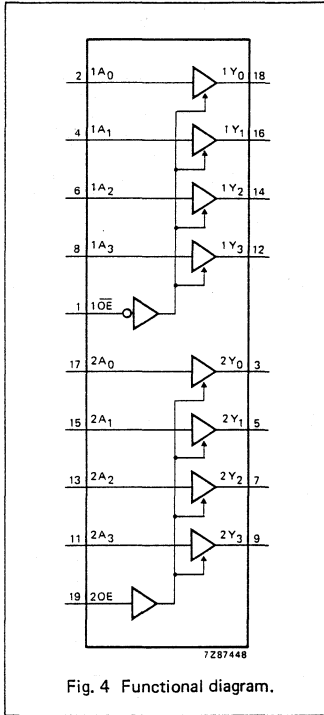 2 1A0 1Y0 18
4 1A1 1Y1 16
6 1A2 1Y2 14
8 1A3 1Y3 12
1 1O̅E̅
17 2A0 2Y0 3
15 2A1 2Y1 5
13 2A2 2Y2 7
11 2A3 2Y3 9
19 2OE
7Z87448
Fig. 4 Functional diagram.